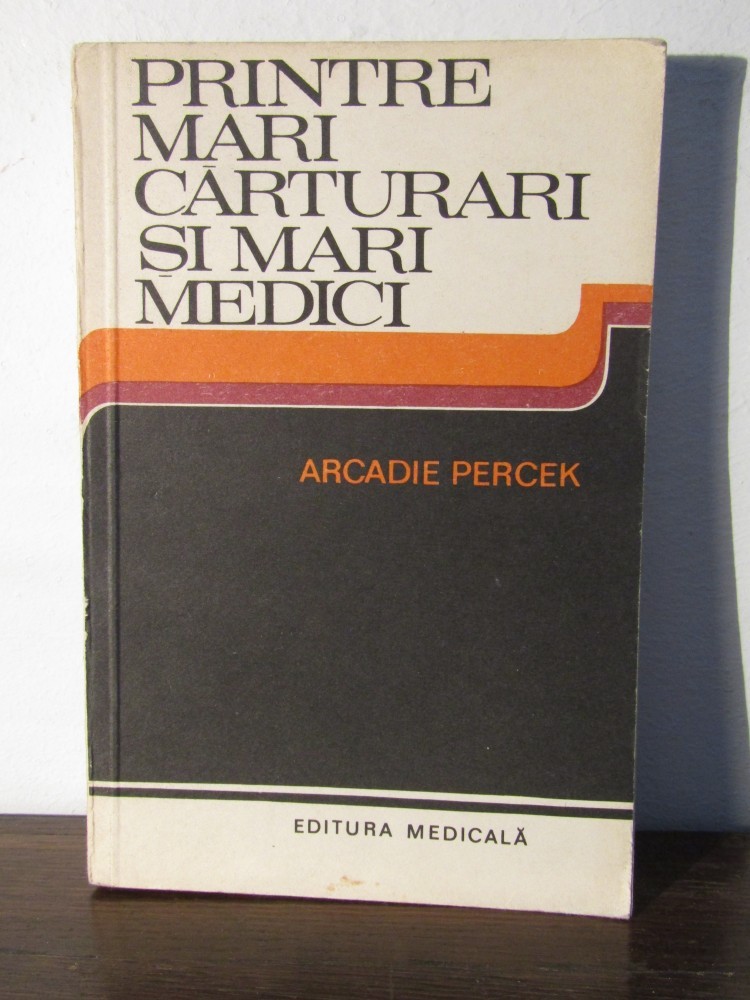 PRINTRE
MARI
CĂRTURARI
ȘI MARI
MEDICI
ARCADIE PERCEK
EDITURA MEDICALĂ